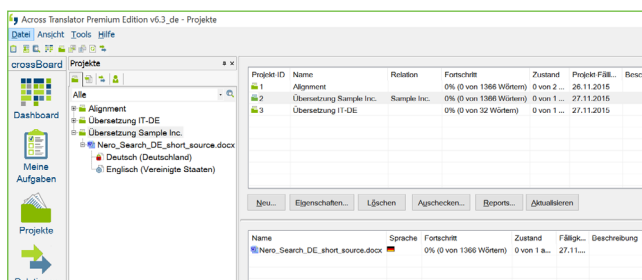 Across Translator Premium Edition v6.3_de - Projekte
Datei Ansicht Tools Hilfe
crossBoard
Dashboard
Meine
Aufgaben
Projekte
Projekte
Alle
Alignment
Übersetzung IT-DE
Übersetzung Sample Inc.
Nero_Search_DE_short_source.docx
Deutsch (Deutschland)
Englisch (Vereinigte Staaten)
Projekt-ID Name Relation Fortschritt Zustand Projekt-Fälli... Besc
1 Alignment 0% (0 von 1366 Wörtern) 0 von 2 ... 26.11.2015
2 Übersetzung Sample Inc. Sample Inc. 0% (0 von 1366 Wörtern) 0 von 1 ... 27.11.2015
3 Übersetzung IT-DE 0% (0 von 32 Wörtern) 0 von 1 ... 27.11.2015
Neu... Eigenschaften... Löschen Auschecken... Reports... Aktualisieren
Name Sprache Fortschritt Zustand Fälligk... Beschreibung
Nero_Search_DE_short_source.docx 0% (0 von 1366 Wörtern) 0 von 1 a... 27.11....